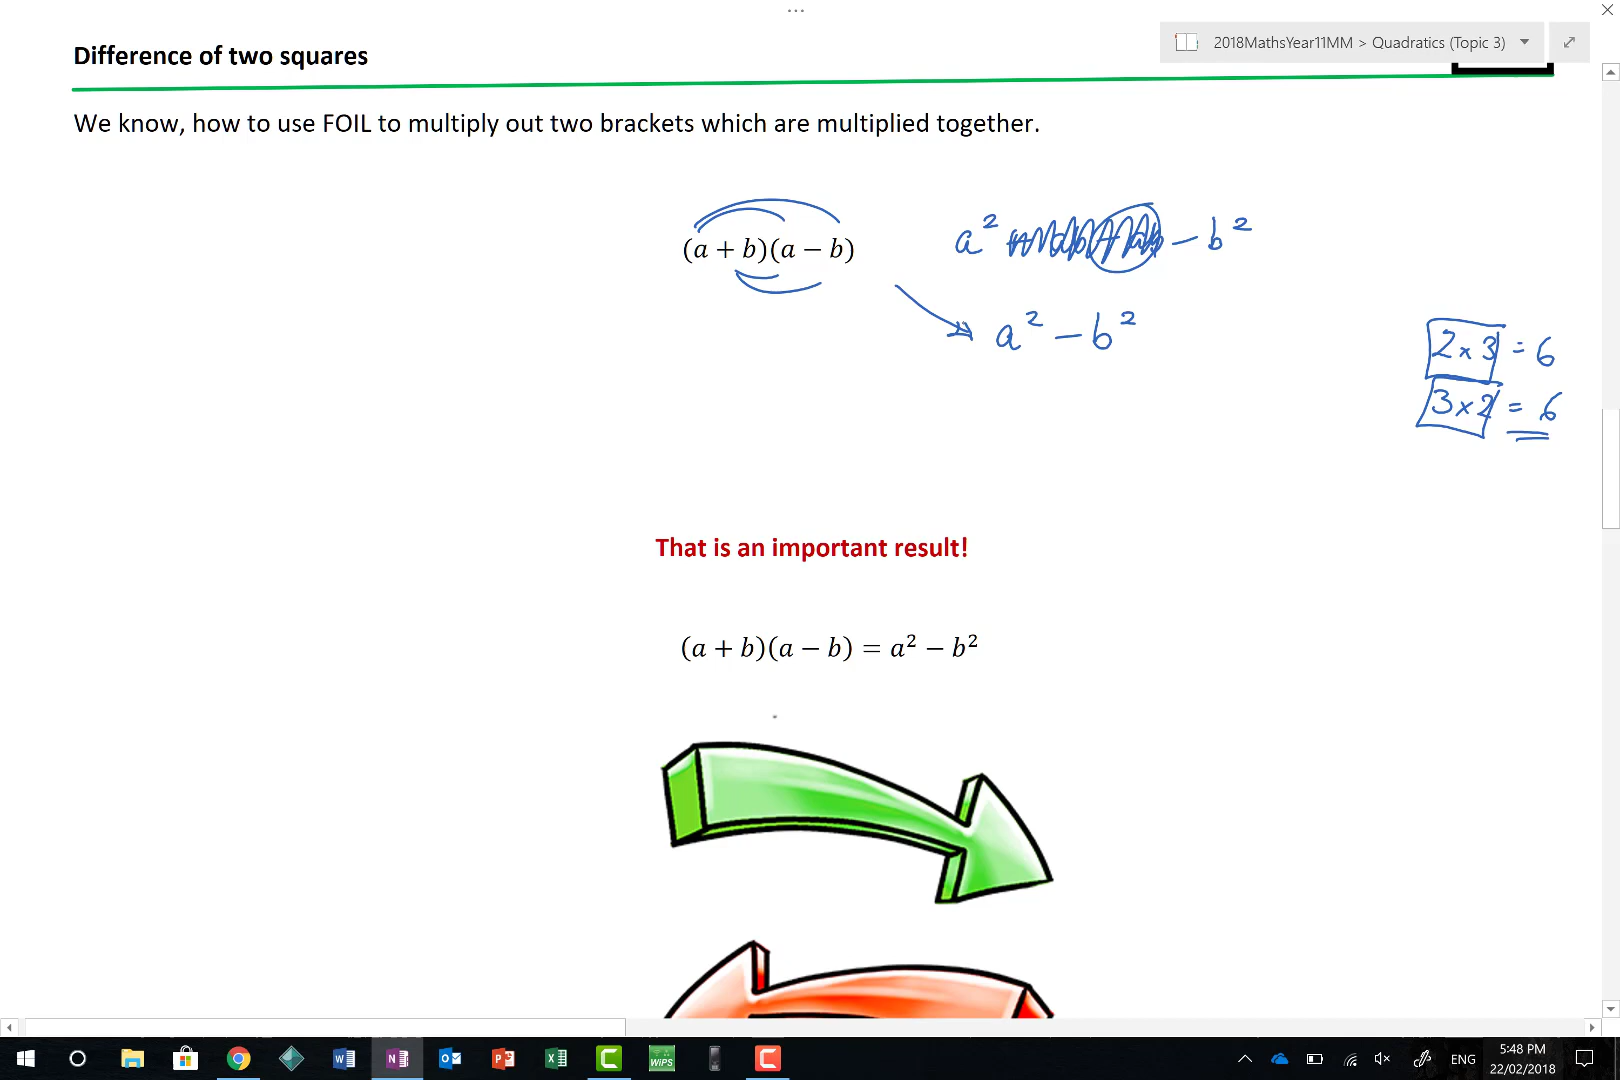 2018MathsYear11MM > Quadratics (Topic 3)
Difference of two squares
We know, how to use FOIL to multiply out two brackets which are multiplied together.
(a + b)(a − b)
a² − b²
a² − b²
2 × 3 = 6
3 × 2 = 6
That is an important result!
(a + b)(a − b) = a² − b²
WiPS
ENG
5:48 PM
22/02/2018